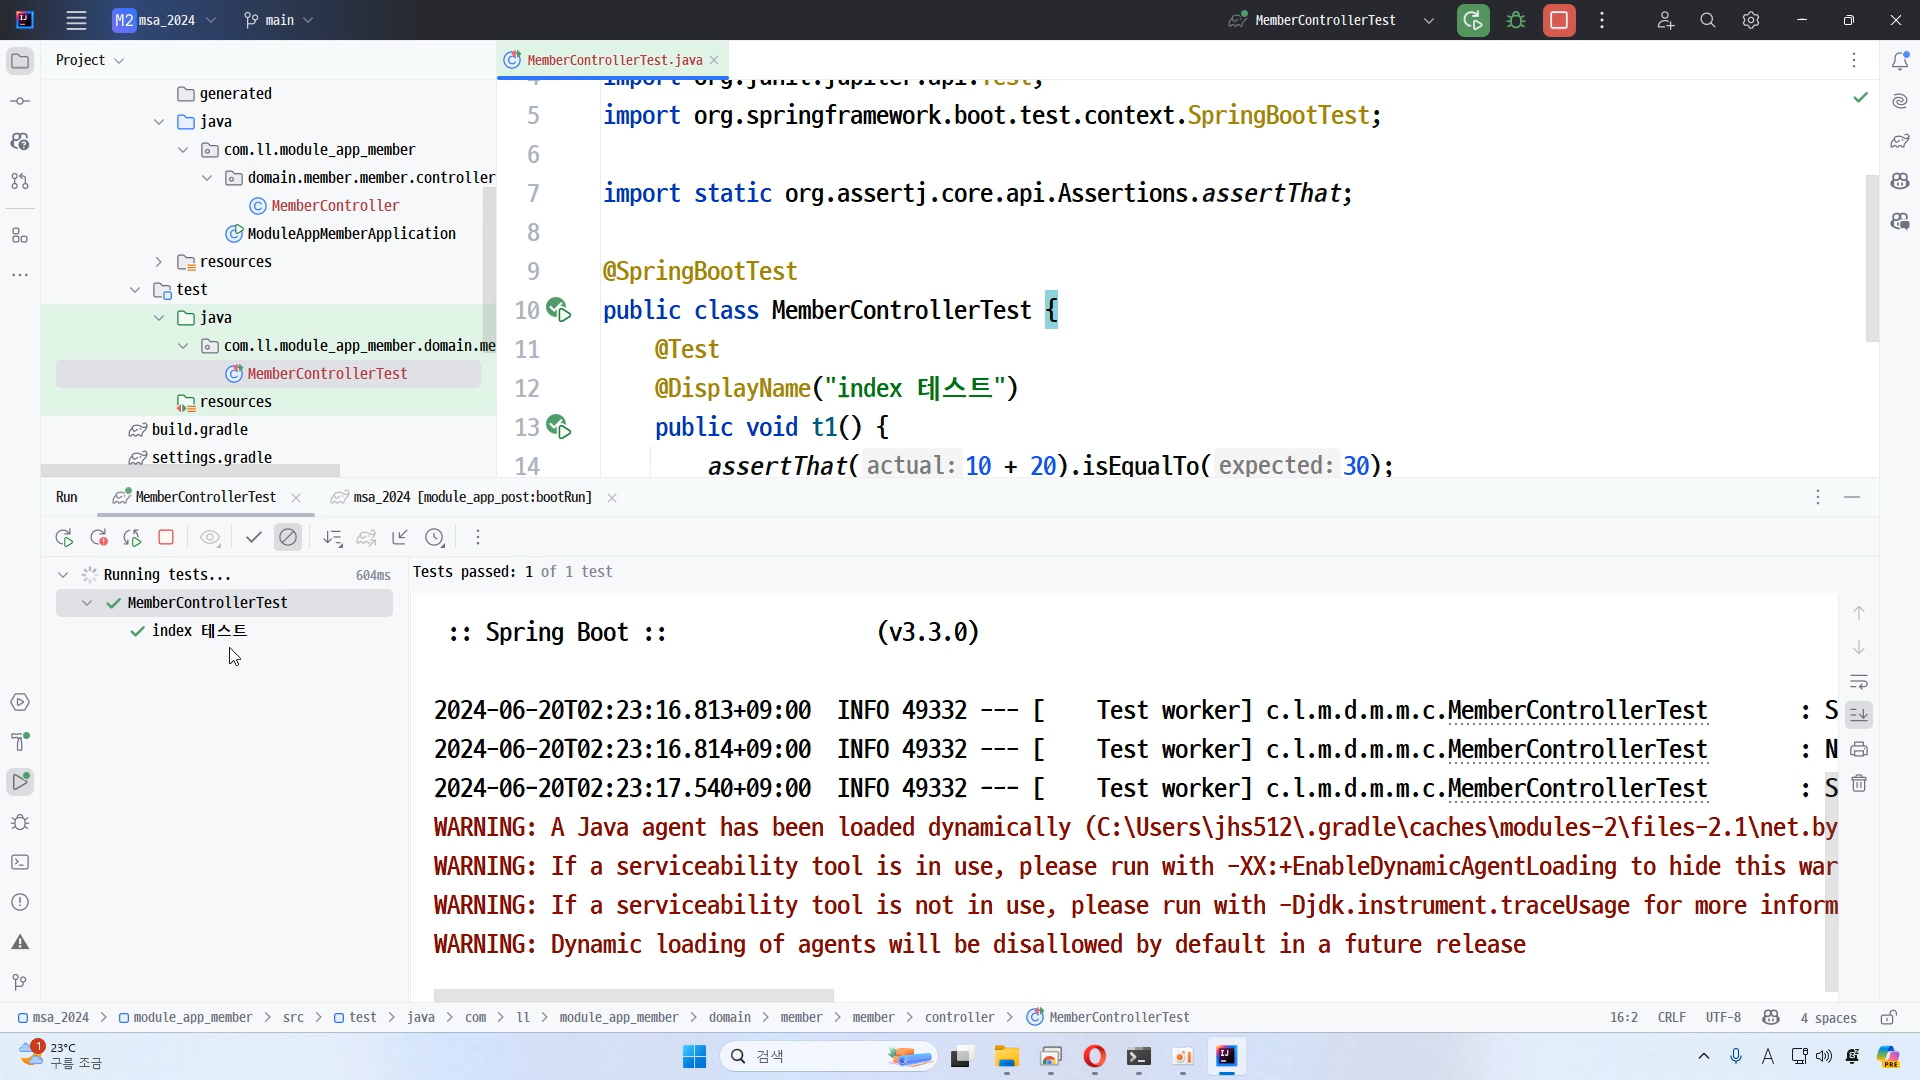 M2 msa_2024
main
MemberControllerTest
Project
MemberControllerTest.java
generated
java
com.ll.module_app_member
domain.member.member.controller
MemberController
ModuleAppMemberApplication
resources
test
java
com.ll.module_app_member.domain.me
MemberControllerTest
resources
build.gradle
settings.gradle
4 import org.junit.jupiter.api.Test;
5 import org.springframework.boot.test.context.SpringBootTest;
6
7 import static org.assertj.core.api.Assertions.assertThat;
8
9 @SpringBootTest
10 public class MemberControllerTest {
11 @Test
12 @DisplayName("index 테스트")
13 public void t1() {
14 assertThat( actual: 10 + 20).isEqualTo( expected: 30);
Run MemberControllerTest msa_2024 [module_app_post:bootRun]
Running tests... 604ms
MemberControllerTest
index 테스트
Tests passed: 1 of 1 test
:: Spring Boot :: (v3.3.0)
2024-06-20T02:23:16.813+09:00 INFO 49332 --- [ Test worker] c.l.m.d.m.m.c.MemberControllerTest : S
2024-06-20T02:23:16.814+09:00 INFO 49332 --- [ Test worker] c.l.m.d.m.m.c.MemberControllerTest : N
2024-06-20T02:23:17.540+09:00 INFO 49332 --- [ Test worker] c.l.m.d.m.m.c.MemberControllerTest : S
WARNING: A Java agent has been loaded dynamically (C:\Users\jhs512\.gradle\caches\modules-2\files-2.1\net.by
WARNING: If a serviceability tool is in use, please run with -XX:+EnableDynamicAgentLoading to hide this war
WARNING: If a serviceability tool is not in use, please run with -Djdk.instrument.traceUsage for more inform
WARNING: Dynamic loading of agents will be disallowed by default in a future release
msa_2024 > module_app_member > src > test > java > com > ll > module_app_member > domain > member > member > controller > MemberControllerTest
16:2 CRLF UTF-8 4 spaces
1
23°C
구름 조금
검색
A
PRE